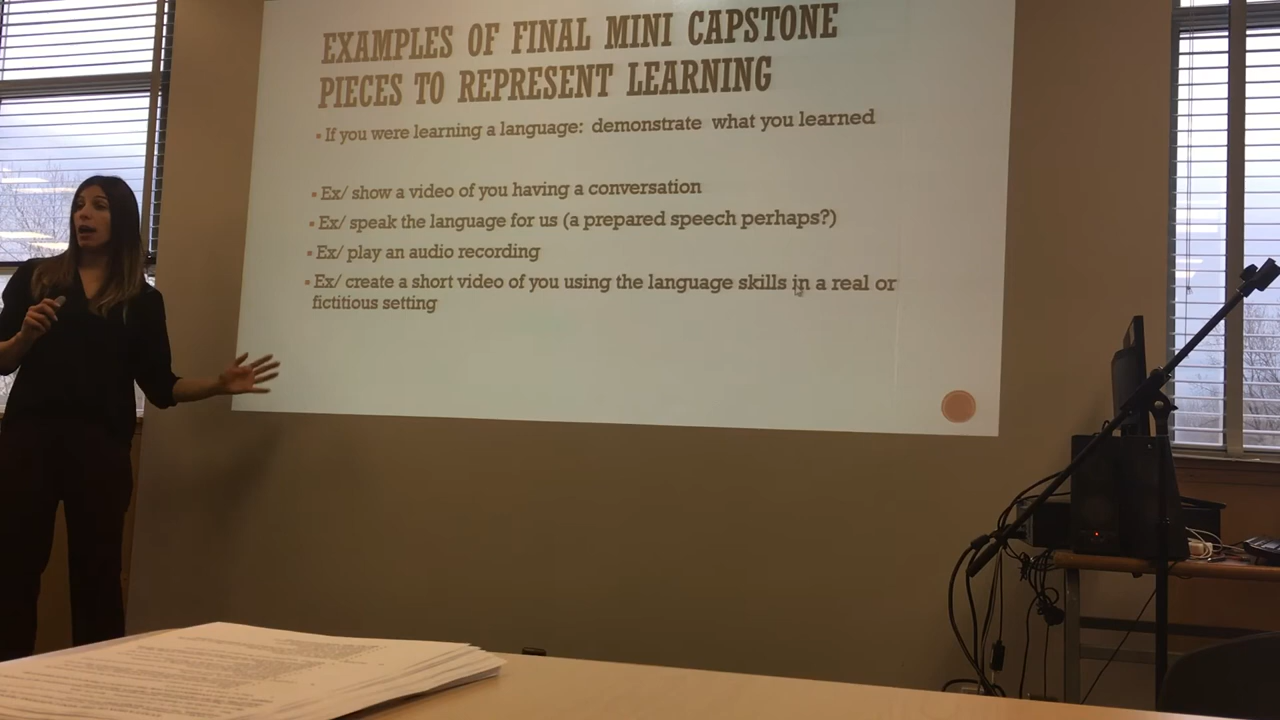 EXAMPLES OF FINAL MINI CAPSTONE
PIECES TO REPRESENT LEARNING
▪ If you were learning a language: demonstrate what you learned
▪ Ex/ show a video of you having a conversation
▪ Ex/ speak the language for us (a prepared speech perhaps?)
▪ Ex/ play an audio recording
▪ Ex/ create a short video of you using the language skills in a real or
fictitious setting